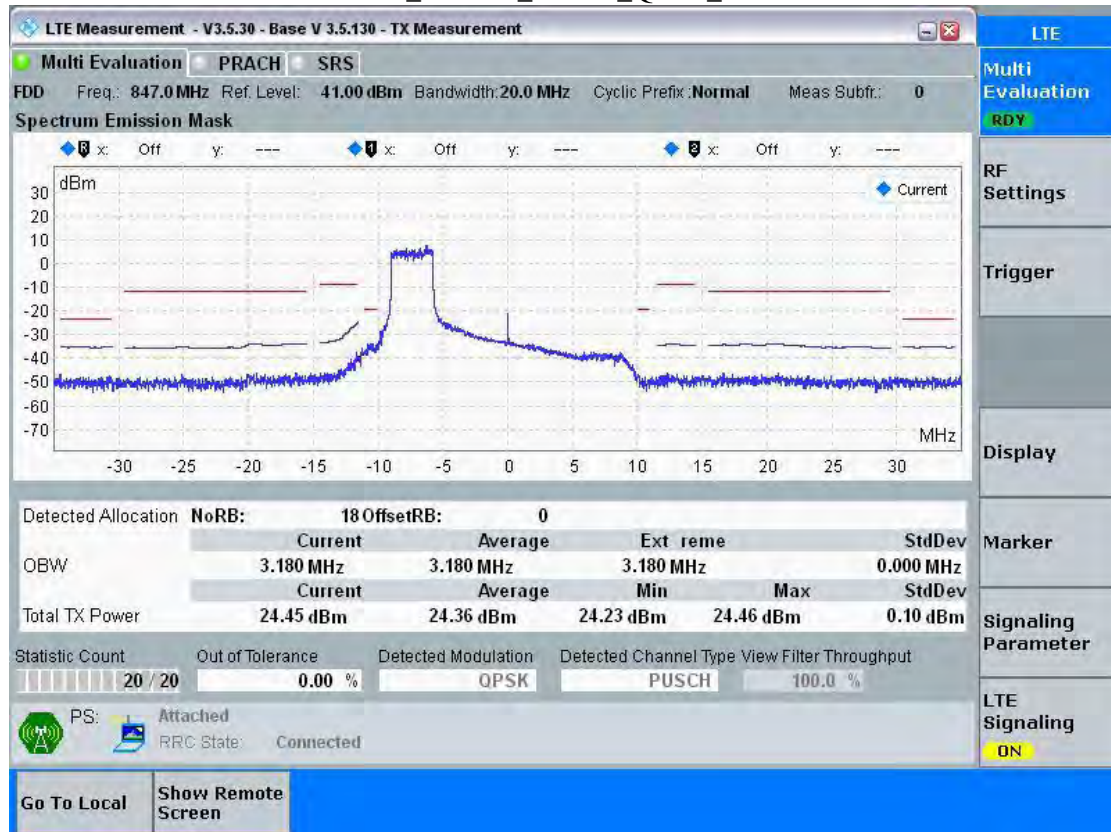 LTE Measurement - V3.5.30 - Base V 3.5.130 - TX Measurement
LTE
Multi Evaluation PRACH SRS
Multi Evaluation
RDY
FDD Freq.: 847.0 MHz Ref. Level: 41.00 dBm Bandwidth: 20.0 MHz Cyclic Prefix : Normal Meas Subfr.: 0
Spectrum Emission Mask
R x: Off y: --- 1 x: Off y: --- 2 x: Off y: ---
dBm
Current
30
20
10
0
-10
-20
-30
-40
-50
-60
-70
MHz
-30 -25 -20 -15 -10 -5 0 5 10 15 20 25 30
RF Settings
Trigger
Display
Marker
Signaling Parameter
LTE Signaling
ON
Detected Allocation NoRB: 18 OffsetRB: 0
Current Average Ext reme StdDev
OBW 3.180 MHz 3.180 MHz 3.180 MHz 0.000 MHz
Current Average Min Max StdDev
Total TX Power 24.45 dBm 24.36 dBm 24.23 dBm 24.46 dBm 0.10 dBm
Statistic Count Out of Tolerance Detected Modulation Detected Channel Type View Filter Throughput
20 / 20 0.00 % QPSK PUSCH 100.0 %
PS: Attached
RRC State: Connected
Go To Local
Show Remote Screen